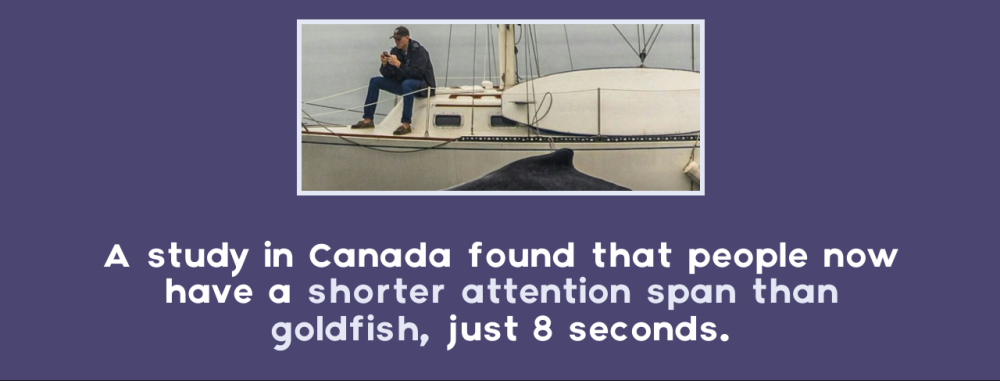 A study in Canada found that people now
have a shorter attention span than
goldfish, just 8 seconds.